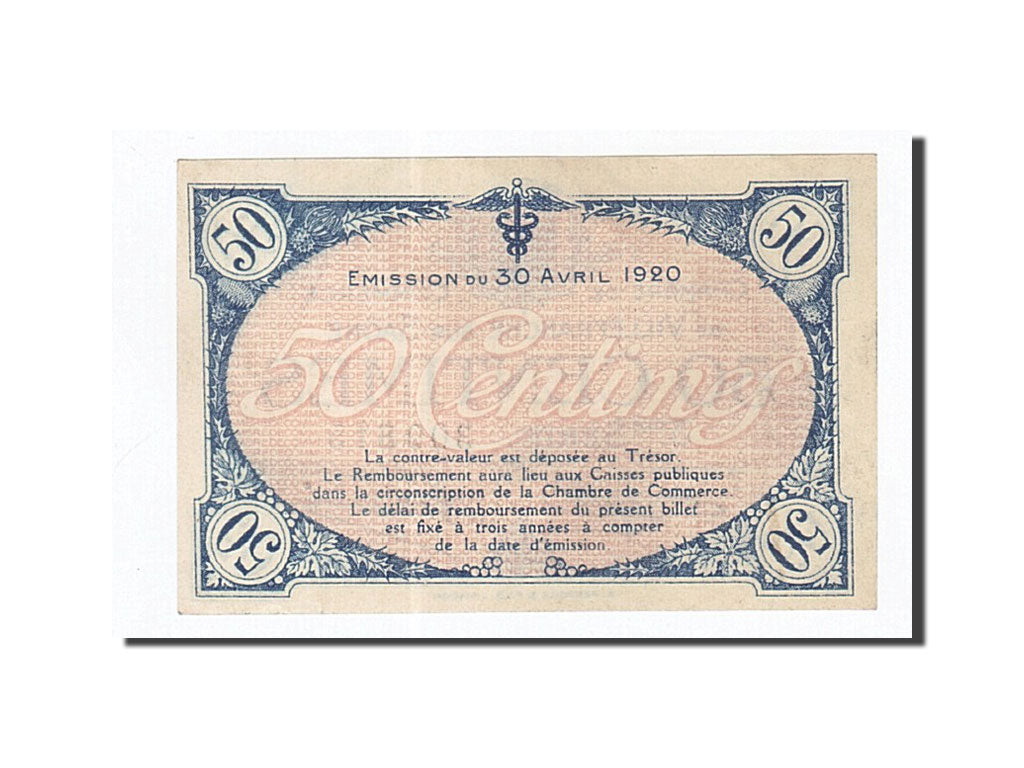 50 50
EMISSION DU 30 AVRIL 1920
50 Centimes
La contre-valeur est déposée au Trésor.
Le Remboursement aura lieu aux Caisses publiques
dans la circonscription de la Chambre de Commerce.
Le délai de remboursement du présent billet
est fixé à trois années à compter
de la date d'émission
50 50